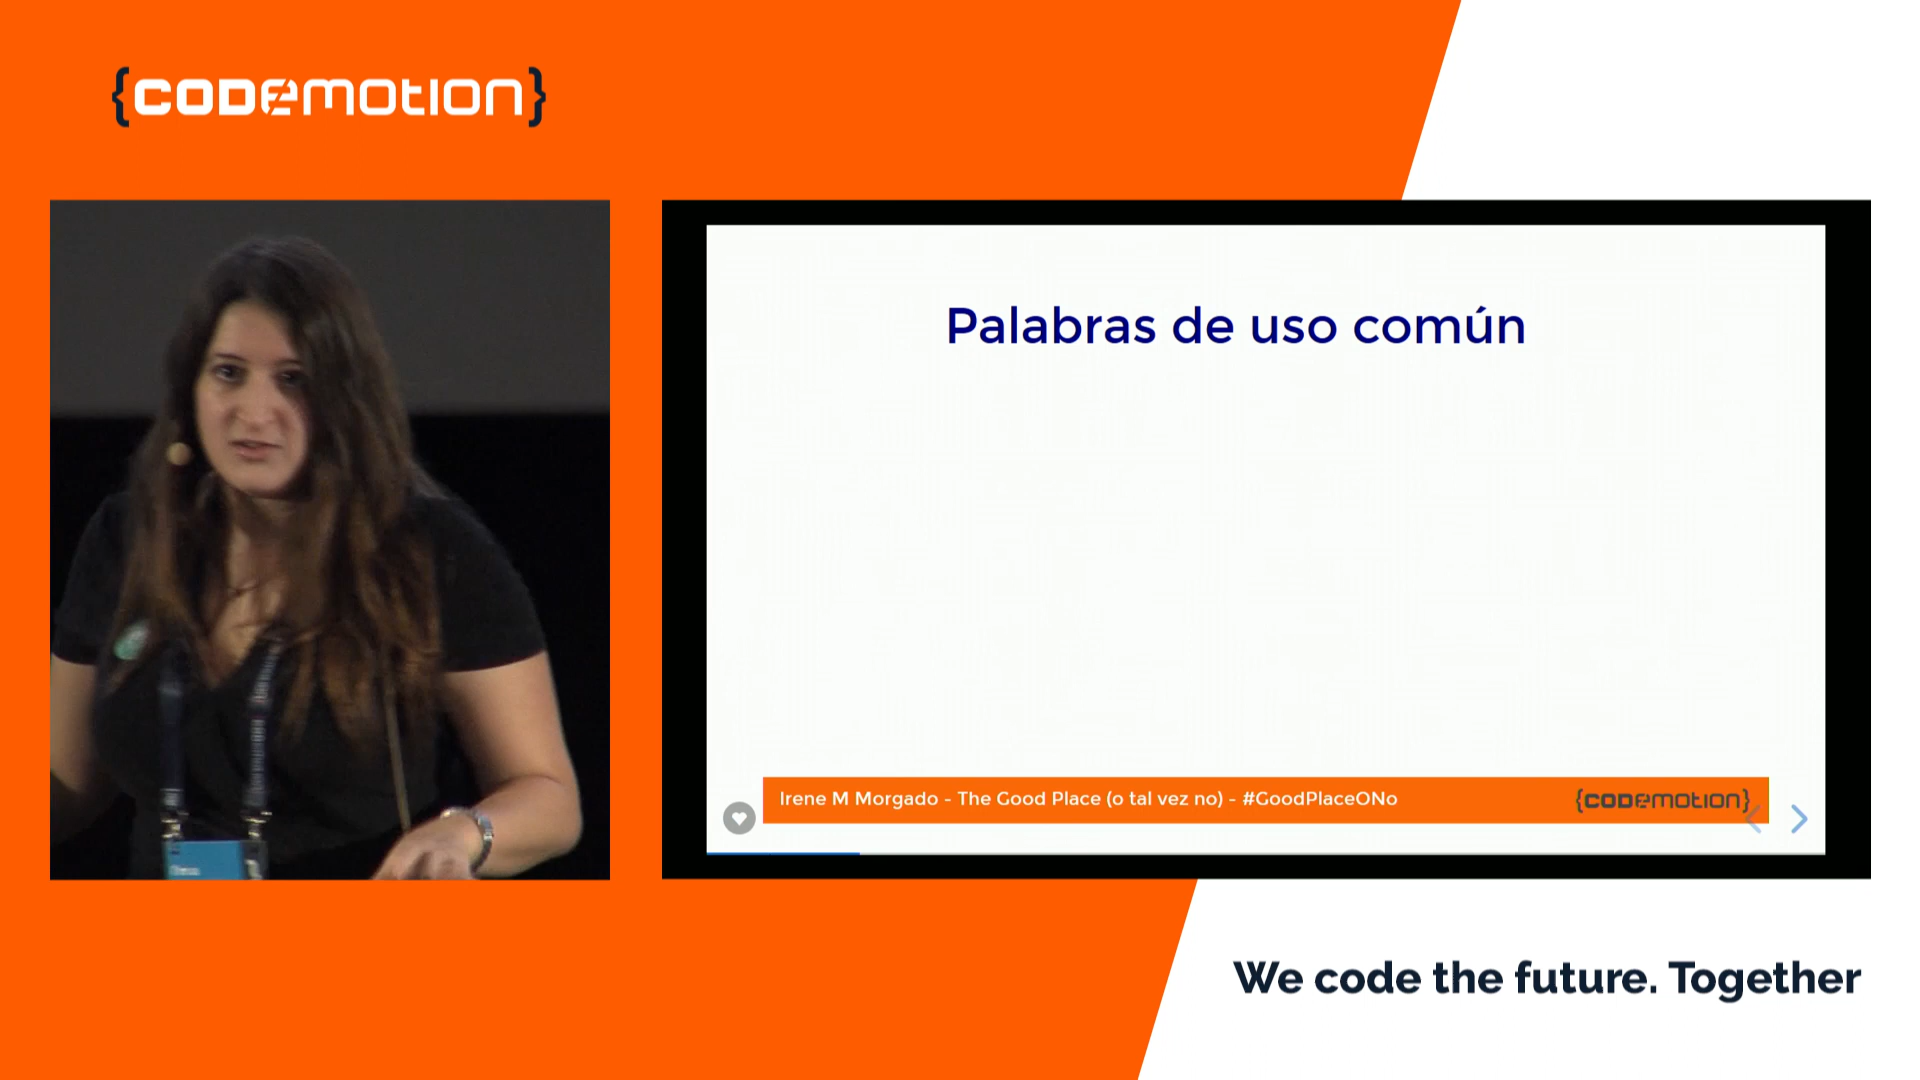 {CODEMOTION}
Palabras de uso común
Irene M Morgado - The Good Place (o tal vez no) - #GoodPlaceONo
{CODEMOTION}
We code the future. Together